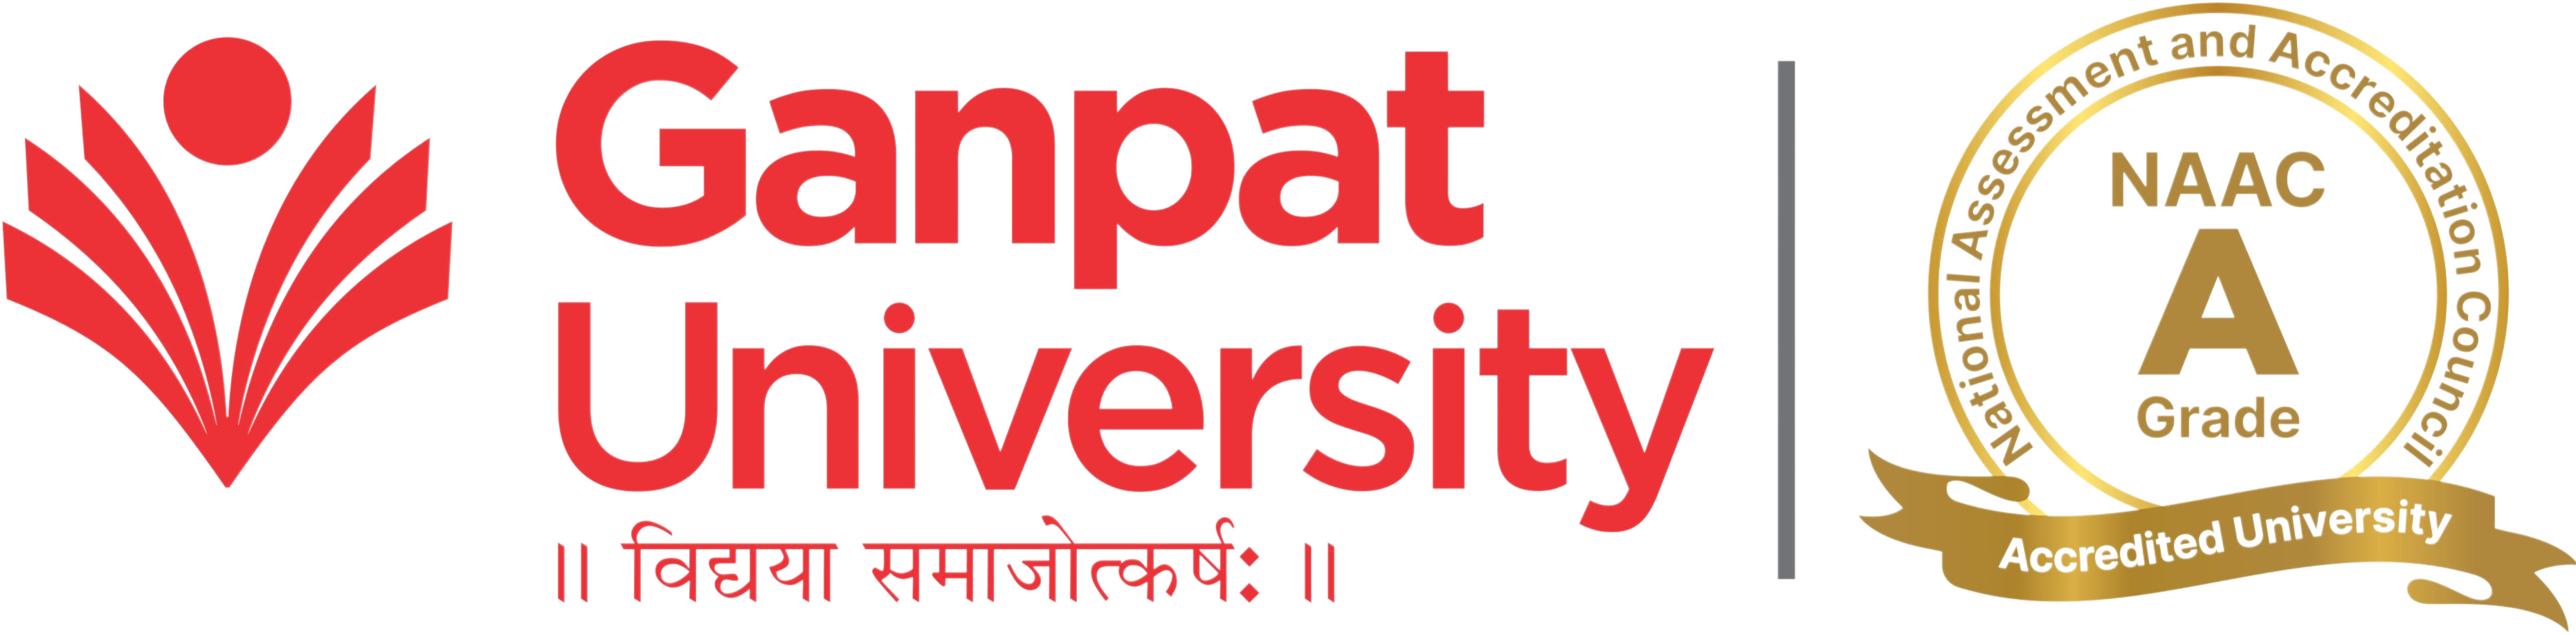 Ganpat
University
॥ विद्यया समाजोत्कर्षः ॥
National Assessment and Accreditation Council
NAAC
A
Grade
Accredited University